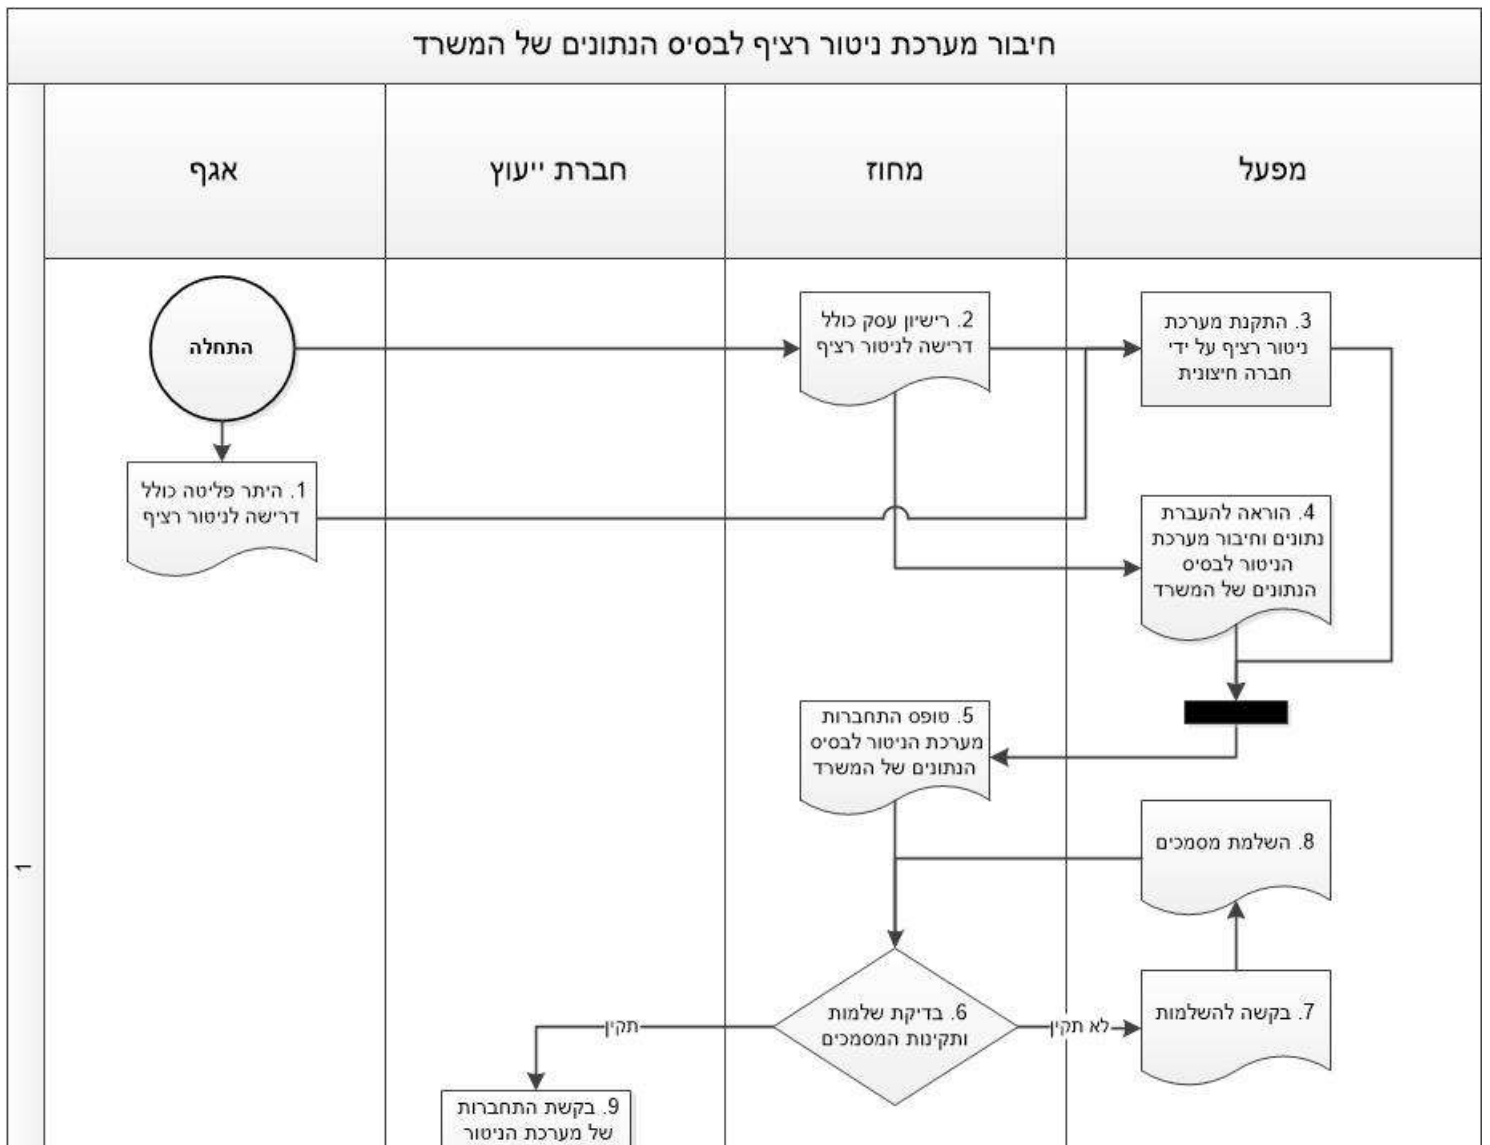 חיבור מערכת ניטור רציף לבסיס הנתונים של המשרד
מפעל
מחוז
חברת ייעוץ
אגף
התחלה
2. רישיון עסק כולל
דרישה לניטור רציף
3. התקנת מערכת
ניטור רציף על ידי
חברה חיצונית
1. היתר פליטה כולל
דרישה לניטור רציף
4. הוראה להעברת
נתונים וחיבור מערכת
הניטור לבסיס
הנתונים של המשרד
5. טופס התחברות
מערכת הניטור לבסיס
הנתונים של המשרד
8. השלמת מסמכים
1
6. בדיקת שלמות
ותקינות המסמכים
לא תקין
7. בקשה להשלמות
תקין
9. בקשת התחברות
של מערכת הניטור